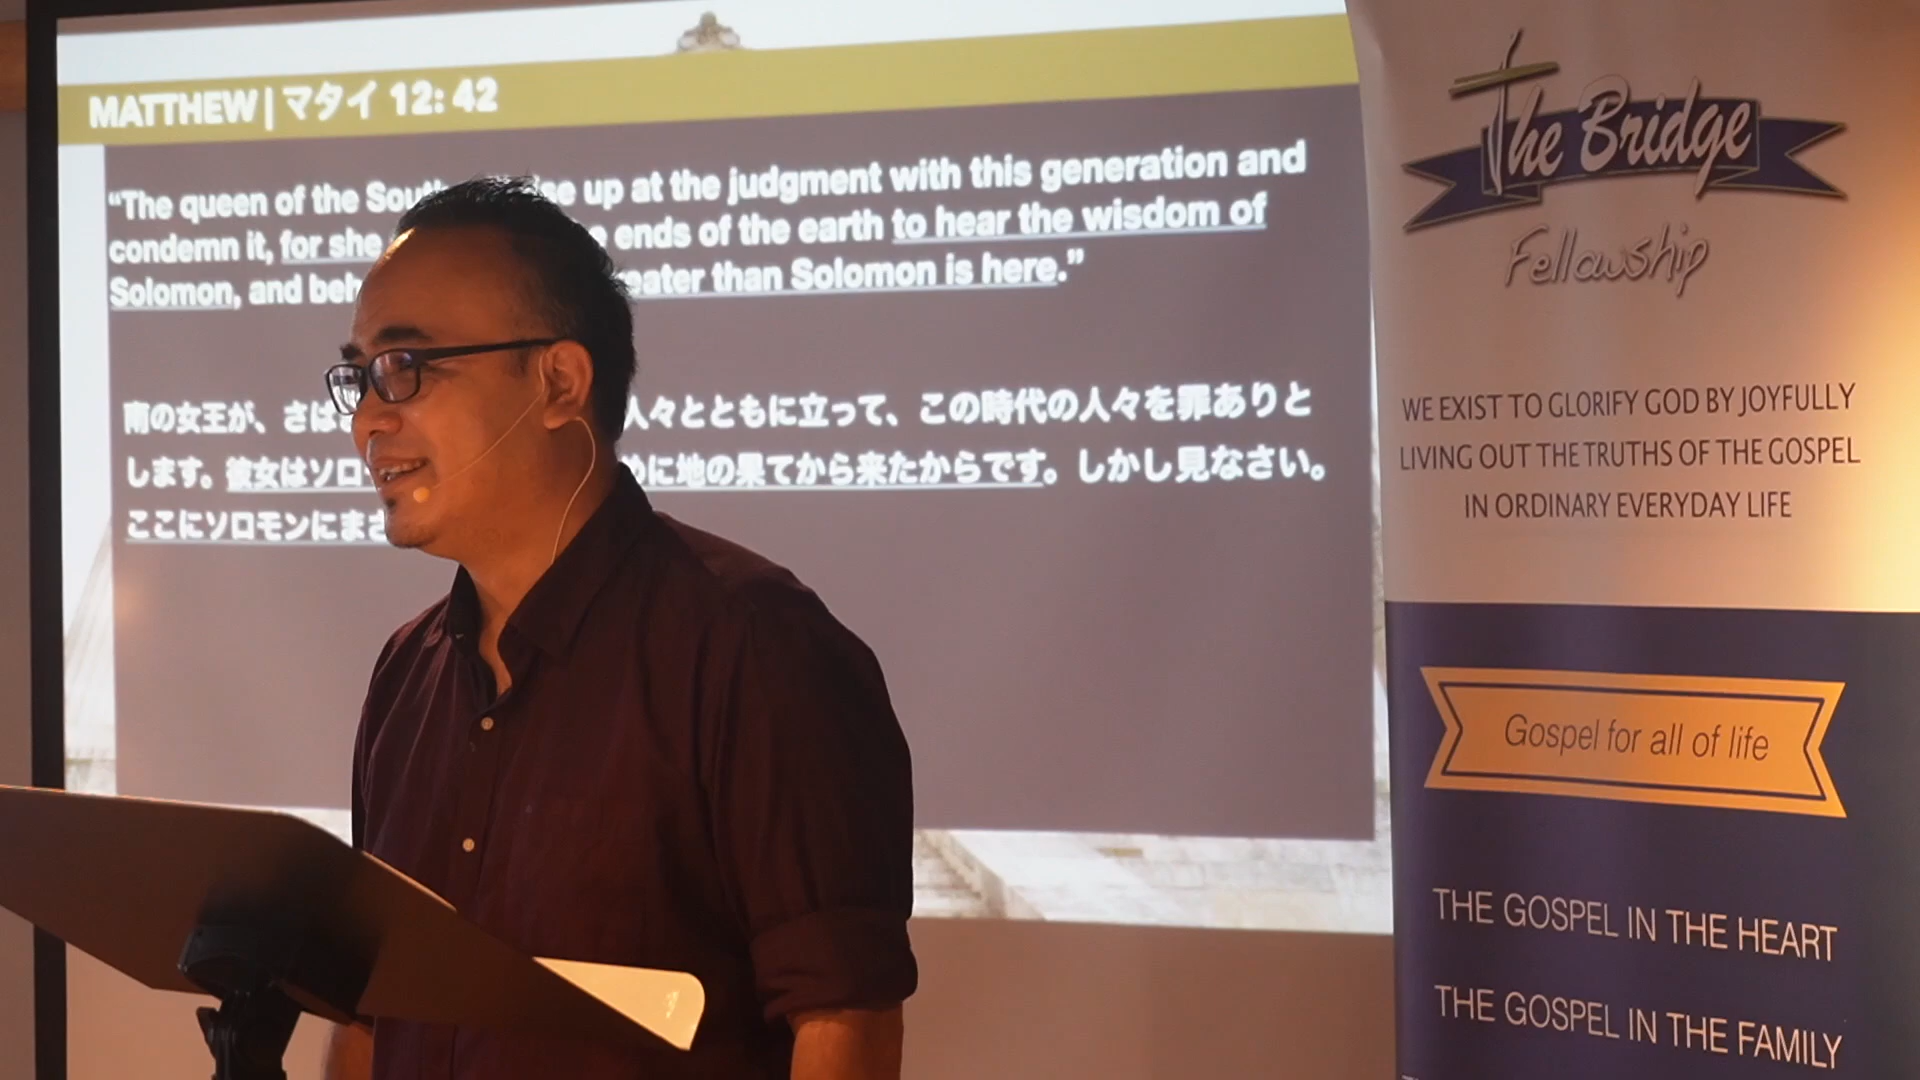 MATTHEW | マタイ 12: 42
“The queen of the up at the judgment with this generation and
condemn it, for she ends of the earth to hear the wisdom of
Solomon, and than Solomon is here.”
南の女王が、 人々とともに立って、この時代の人々を罪ありと
します。彼女はソロ に地の果てから来たからです。しかし見なさい。
ここにソロモンにまさ
The Bridge
Fellowship
WE EXIST TO GLORIFY GOD BY JOYFULLY
LIVING OUT THE TRUTHS OF THE GOSPEL
IN ORDINARY EVERYDAY LIFE
Gospel for all of life
THE GOSPEL IN THE HEART
THE GOSPEL IN THE FAMILY